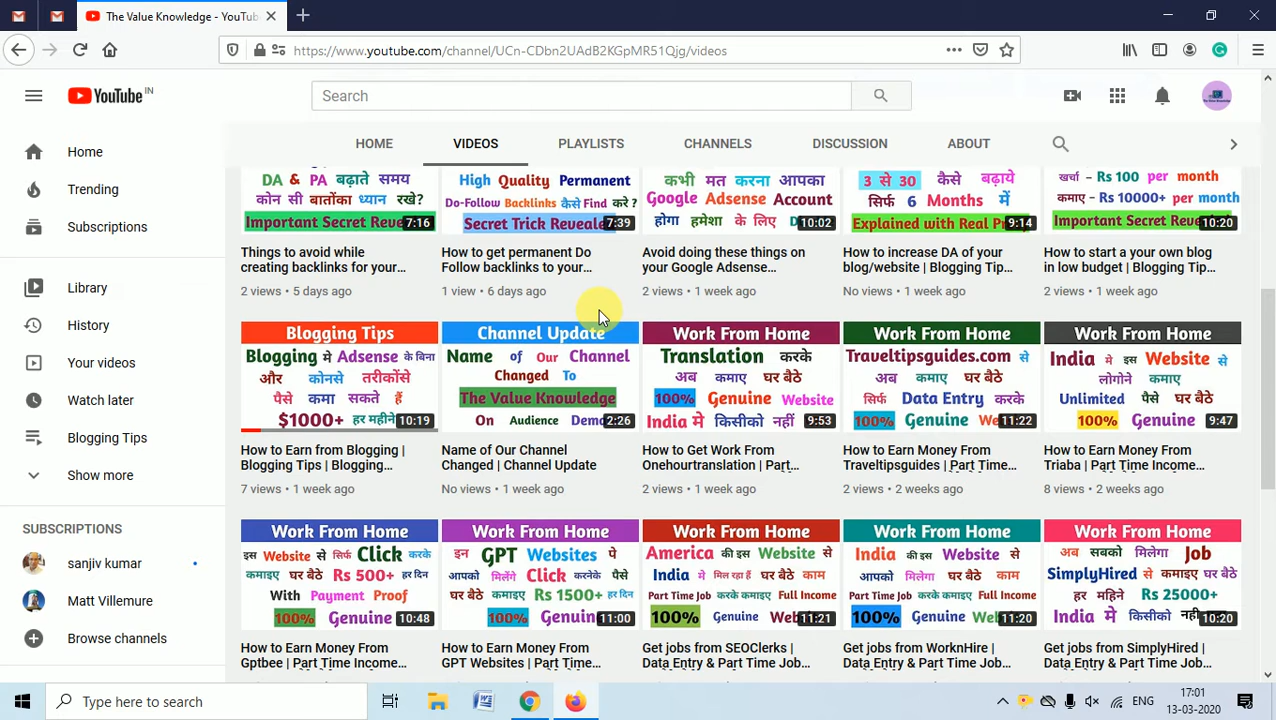 The Value Knowledge - YouTub
https://www.youtube.com/channel/UCn-CDbn2UAdB2KGpMR51Qjg/videos
YouTube IN
Search
HOME
VIDEOS
PLAYLISTS
CHANNELS
DISCUSSION
ABOUT
Home
Trending
Subscriptions
Library
History
Your videos
Watch later
Blogging Tips
Show more
SUBSCRIPTIONS
sanjiv kumar
Matt Villemure
Browse channels
DA & PA बढ़ाते समय
की सी बातोंका ध्यान रखे?
Important Secret Reve
7:16
Things to avoid while
creating backlinks for your...
2 views • 5 days ago
High Quality Permanent
Do-Follow Backlinks कैसे Find करे ?
Secret Trick Reveale
7:39
How to get permanent Do
Follow backlinks to your...
1 view • 6 days ago
कभी मत करना आपका
Google Adsense Account
होगा हमेशा के लिए D
10:02
Avoid doing these things on
your Google Adsense...
2 views • 1 week ago
3 से 30 कैसे बढ़ाये
सिर्फ 6 Months में
Explained with Real Pr
9:14
How to increase DA of your
blog/website | Blogging Tip...
No views • 1 week ago
खर्चा - Rs 100 per month
कमाए - Rs 10000+ per month
Important Secret Reve
10:20
How to start a your own blog
in low budget | Blogging Tip...
2 views • 1 week ago
Blogging Tips
Blogging मे Adsense के बिना
और कोनसे तरीकोंसे
पैसे कमा सकते हैं
$1000+ हर महीने
10:19
How to Earn from Blogging |
Blogging Tips | Blogging...
7 views • 1 week ago
Channel Update
Name of Our Channel
Changed To
The Value Knowledge
On Audience Dem
2:26
Name of Our Channel
Changed | Channel Update
No views • 1 week ago
Work From Home
Translation करके
अब कमाए घर बैठे
100% Genuine Website
India मे किसीको नहीं
9:53
How to Get Work From
Onehourtranslation | Part...
2 views • 1 week ago
Work From Home
Traveltipsguides.com से
अब कमाए घर बैठे
सिर्फ Data Entry करके
100% Genuine We
11:22
How to Earn Money From
Traveltipsguides | Part Time...
2 views • 2 weeks ago
Work From Home
India मे इस Website से
लोगोने कमाए
Unlimited पैसे घर बैठे
100% Genuine
9:47
How to Earn Money From
Triaba | Part Time Income...
8 views • 2 weeks ago
Work From Home
इस Website से सिर्फ Click करके
कमाइए घर बैठे Rs 500+ हर दिन
With Payment Proof
100% Genuine
10:48
How to Earn Money From
Gptbee | Part Time Income...
Work From Home
इन GPT Websites पे
आपको मिलेंगे Click करनेके पैसे
घर बैठे कमाइए Rs 1500+ हर दिन
100% Genuin
11:00
How to Earn Money From
GPT Websites | Part Time...
Work From Home
America की इस Website से
India मे मिल रहा हैं घर बैठे काम
Part Time Job करके कमाइए Full Income
100% Genuine Web
11:21
Get jobs from SEOClerks |
Data Entry & Part Time Job...
Work From Home
India की इस Website से
आपको मिलेगा घर बैठे काम
Part Time Job करके कमाइए Full Income
100% Genuine Web
11:20
Get jobs from WorknHire |
Data Entry & Part Time Job...
Work From Home
अब सबको मिलेगा Job
SimplyHired से कमाइए घर बैठे
हर महिने Rs 25000+
India मे किसीको नही
10:20
Get jobs from SimplyHired |
Data Entry & Part Time Job...
Type here to search
ENG
17:01
13-03-2020